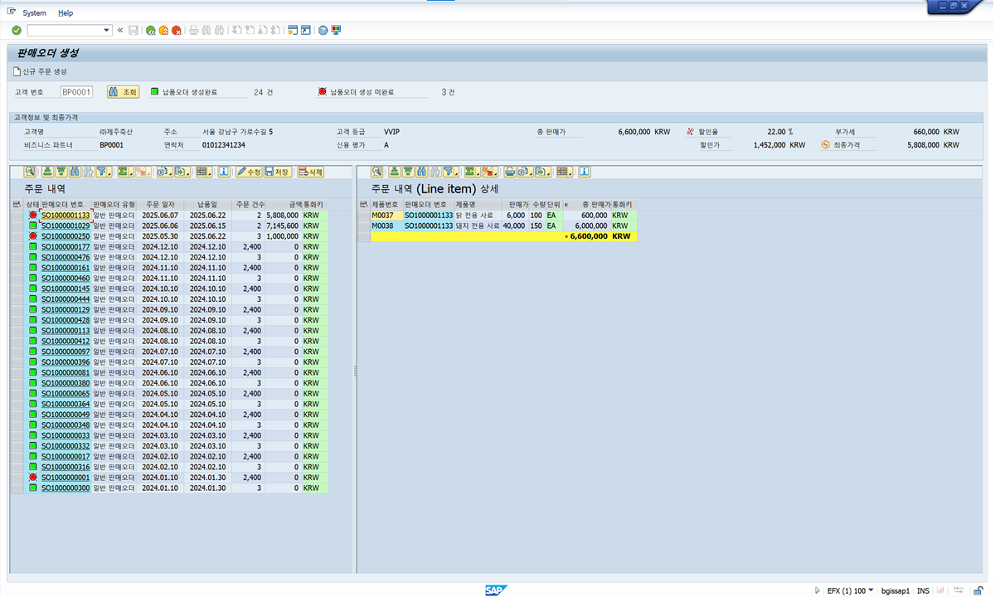 System Help
판매오더 생성
신규 주문 생성
고객 번호 BP0001 조회 납품오더 생성완료 24 건 납품오더 생성 미완료 3 건
고객정보 및 최종가격
고객명 ㈜제주축산 주소 서울 강남구 가로수길 5 고객 등급 VVIP 총 판매가 6,600,000 KRW 할인율 22.00 % 부가세 660,000 KRW
비즈니스 파트너 BP0001 연락처 01012341234 신용 평가 A 할인가 1,452,000 KRW 최종가격 5,808,000 KRW
수정 저장 삭제
주문 내역
상태 판매오더 번호 판매오더 유형 주문 일자 납품일 주문 건수 금액 통화키
SO1000001133 일반 판매오더 2025.06.07 2025.06.22 2 5,808,000 KRW
SO1000001029 일반 판매오더 2025.06.06 2025.06.15 2 7,145,600 KRW
SO1000000250 일반 판매오더 2025.05.30 2025.06.22 3 1,000,000 KRW
SO1000000177 일반 판매오더 2024.12.10 2024.12.10 2,400 0 KRW
SO1000000476 일반 판매오더 2024.12.10 2024.12.10 3 0 KRW
SO1000000161 일반 판매오더 2024.11.10 2024.11.10 2,400 0 KRW
SO1000000460 일반 판매오더 2024.11.10 2024.11.10 3 0 KRW
SO1000000145 일반 판매오더 2024.10.10 2024.10.10 2,400 0 KRW
SO1000000444 일반 판매오더 2024.10.10 2024.10.10 3 0 KRW
SO1000000129 일반 판매오더 2024.09.10 2024.09.10 2,400 0 KRW
SO1000000428 일반 판매오더 2024.09.10 2024.09.10 3 0 KRW
SO1000000113 일반 판매오더 2024.08.10 2024.08.10 2,400 0 KRW
SO1000000412 일반 판매오더 2024.08.10 2024.08.10 3 0 KRW
SO1000000097 일반 판매오더 2024.07.10 2024.07.10 2,400 0 KRW
SO1000000396 일반 판매오더 2024.07.10 2024.07.10 3 0 KRW
SO1000000081 일반 판매오더 2024.06.10 2024.06.10 2,400 0 KRW
SO1000000380 일반 판매오더 2024.06.10 2024.06.10 3 0 KRW
SO1000000065 일반 판매오더 2024.05.10 2024.05.10 2,400 0 KRW
SO1000000364 일반 판매오더 2024.05.10 2024.05.10 3 0 KRW
SO1000000049 일반 판매오더 2024.04.10 2024.04.10 2,400 0 KRW
SO1000000348 일반 판매오더 2024.04.10 2024.04.10 3 0 KRW
SO1000000033 일반 판매오더 2024.03.10 2024.03.10 2,400 0 KRW
SO1000000332 일반 판매오더 2024.03.10 2024.03.10 3 0 KRW
SO1000000017 일반 판매오더 2024.02.10 2024.02.10 2,400 0 KRW
SO1000000316 일반 판매오더 2024.02.10 2024.02.10 3 0 KRW
SO1000000001 일반 판매오더 2024.01.10 2024.01.30 2,400 0 KRW
SO1000000300 일반 판매오더 2024.01.10 2024.01.30 3 0 KRW
주문 내역 (Line item) 상세
제품번호 판매오더 번호 제품명 판매가 수량 단위 총 판매가 통화키
M0037 SO1000001133 닭 전용 사료 6,000 100 EA 600,000 KRW
M0038 SO1000001133 돼지 전용 사료 40,000 150 EA 6,000,000 KRW
6,600,000 KRW
SAP
EFX (1) 100 bgissap1 INS